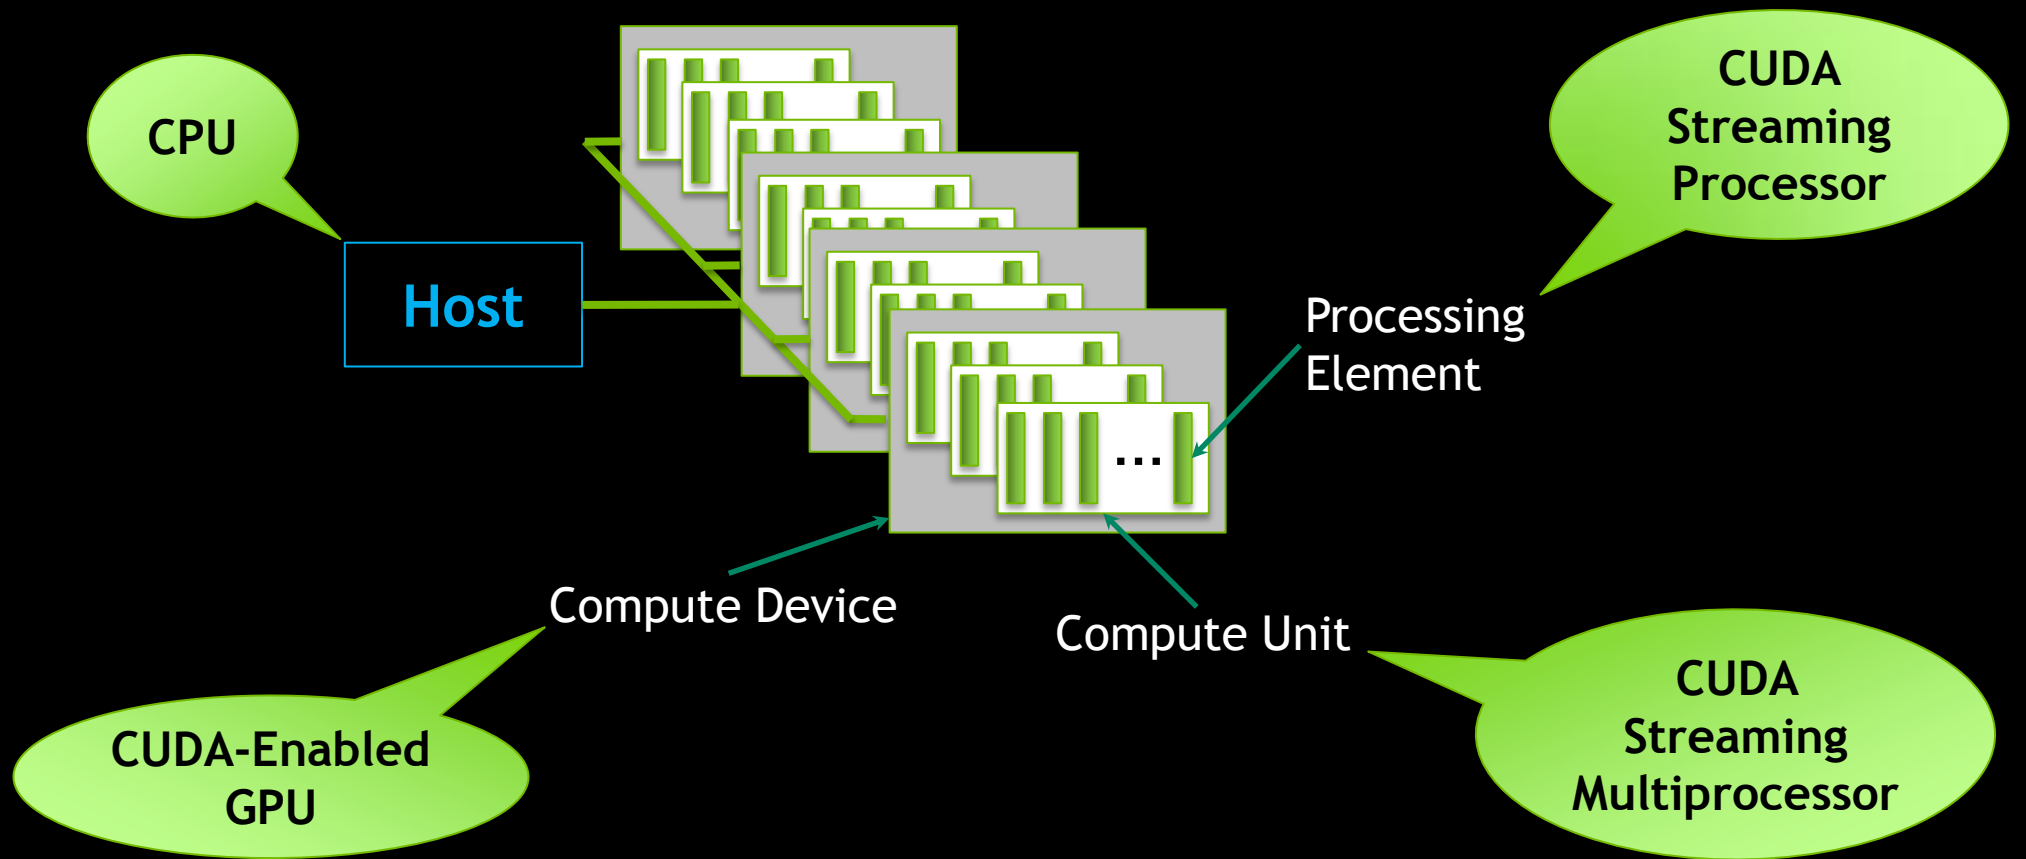 CPU
CUDA
Streaming
Processor
Host
Processing
Element
...
Compute Device
Compute Unit
CUDA-Enabled
GPU
CUDA
Streaming
Multiprocessor